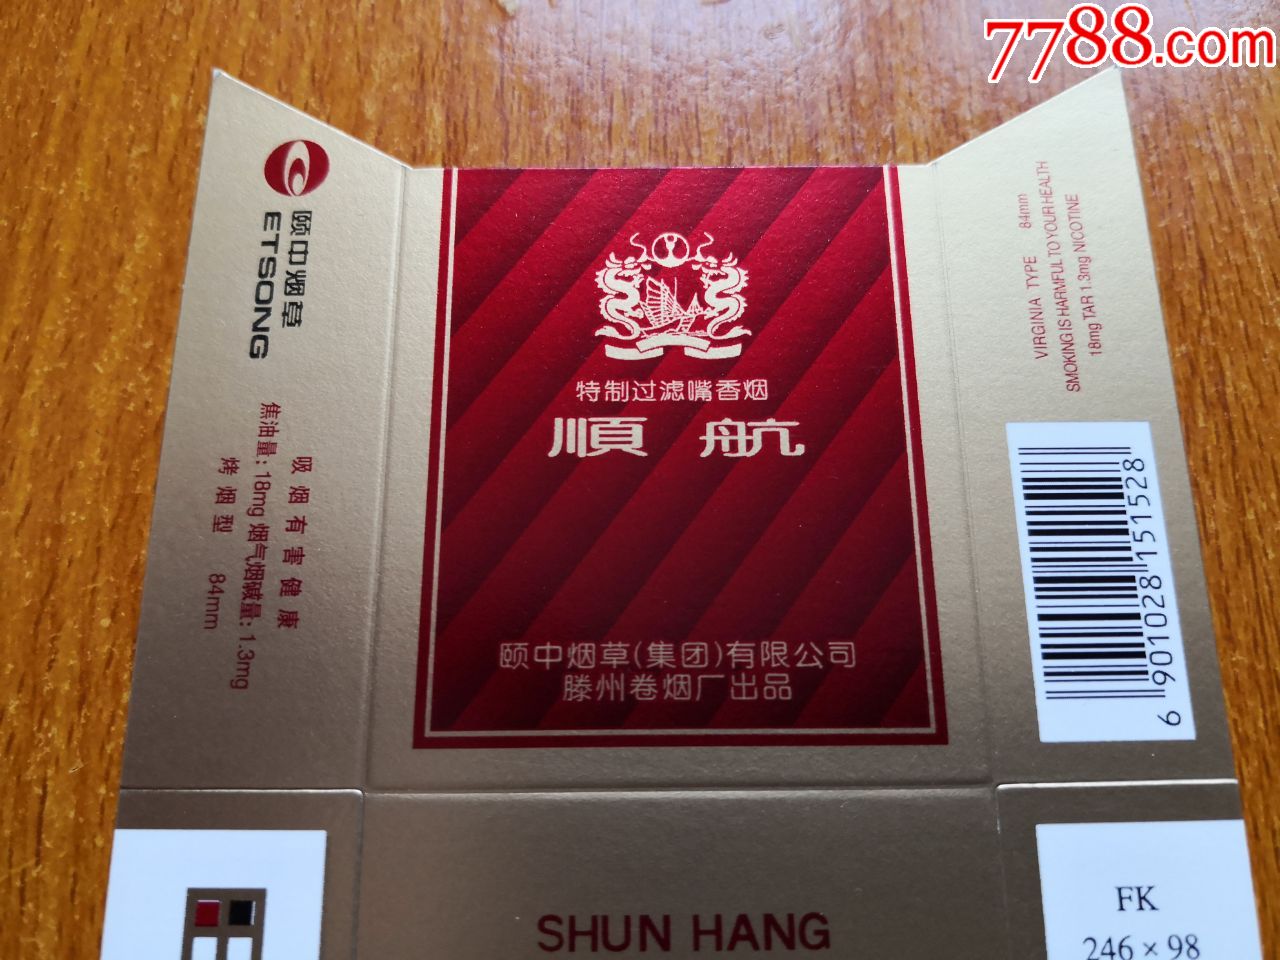 7788.com
颐中烟草
ETSONG
吸烟有害健康
焦油量:18mg 烟气烟碱量:1.3mg
烤烟型 84mm
特制过滤嘴香烟
順航
颐中烟草(集团)有限公司
滕州卷烟厂出品
VIRGINIA TYPE 84mm
SMOKING IS HARMFUL TO YOUR HEALTH
18mg TAR 1.3mg NICOTINE
6 901028 151528
SHUN HANG
FK
246×98